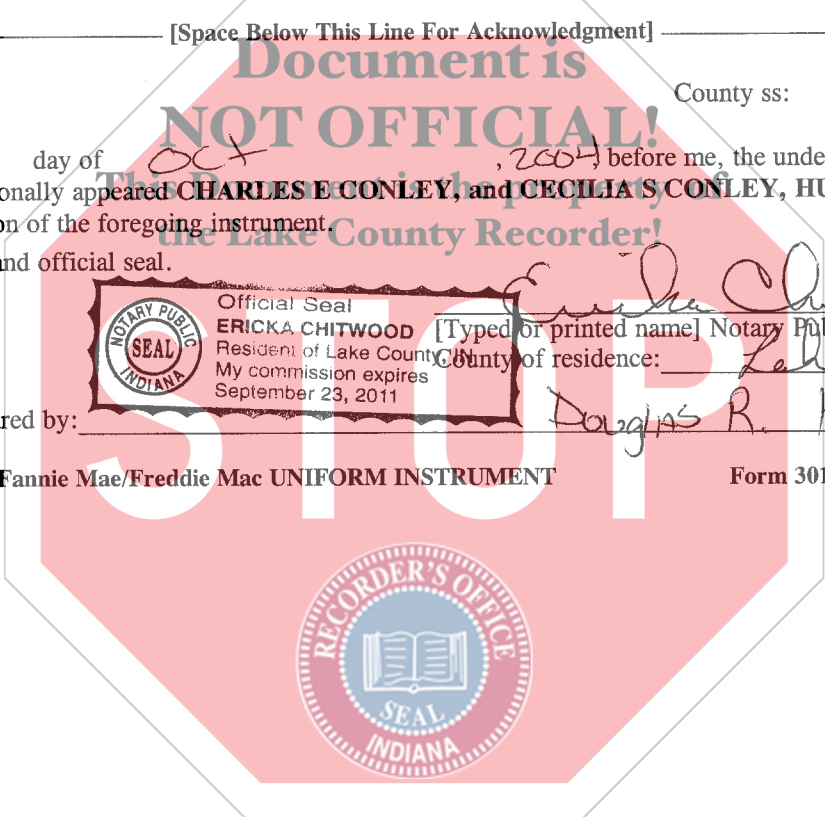 [Space Below This Line For Acknowledgment]
Document is
County ss:
NOT OFFICIAL!
day of Oct , 2004, before me, the unde
This Document is the property of
onally appeared CHARLES E CONLEY, and CECILIA S CONLEY, HU
on of the foregoing instrument.
the Lake County Recorder!
nd official seal.
Official Seal
ERICKA CHITWOOD
Resident of Lake County, IN
My commission expires
September 23, 2011
NOTARY PUBLIC
SEAL
INDIANA
Ericka Ch
[Typed or printed name] Notary Pub
County of residence:
red by: Douglas R.
STOP
Fannie Mae/Freddie Mac UNIFORM INSTRUMENT Form 301
RECORDER'S OFFICE
SEAL
INDIANA